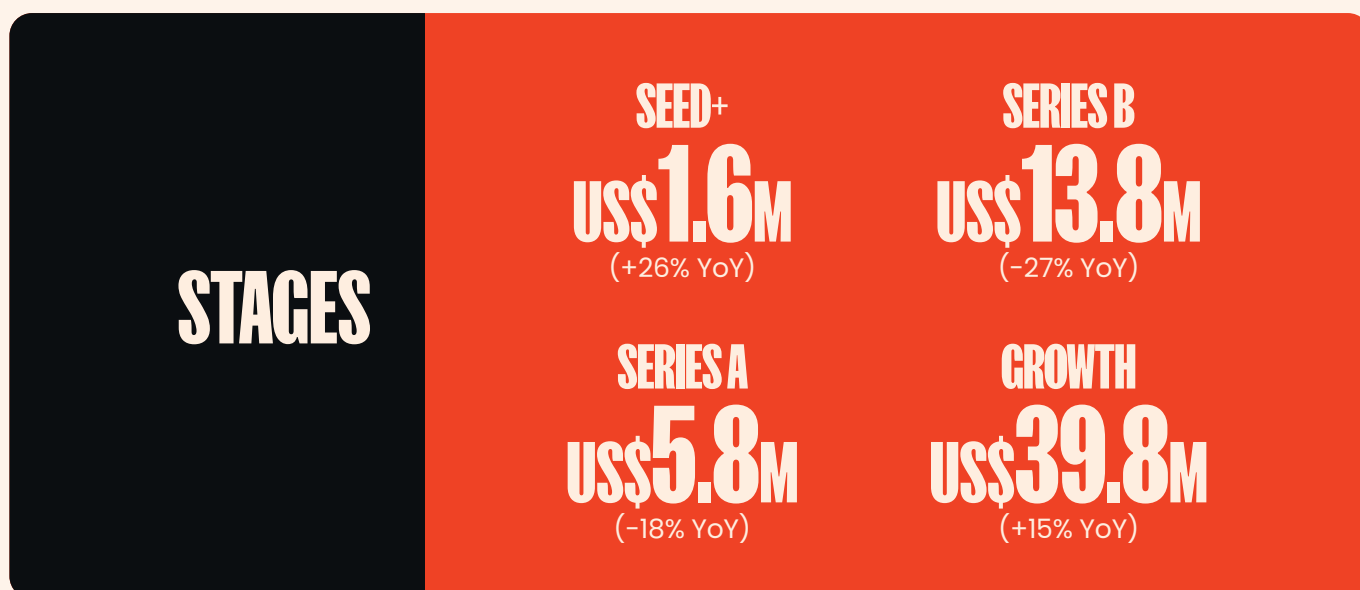 STAGES
SEED+
US$1.6M
(+26% YoY)
SERIES A
US$5.8M
(-18% YoY)
SERIES B
US$13.8M
(-27% YoY)
GROWTH
US$39.8M
(+15% YoY)